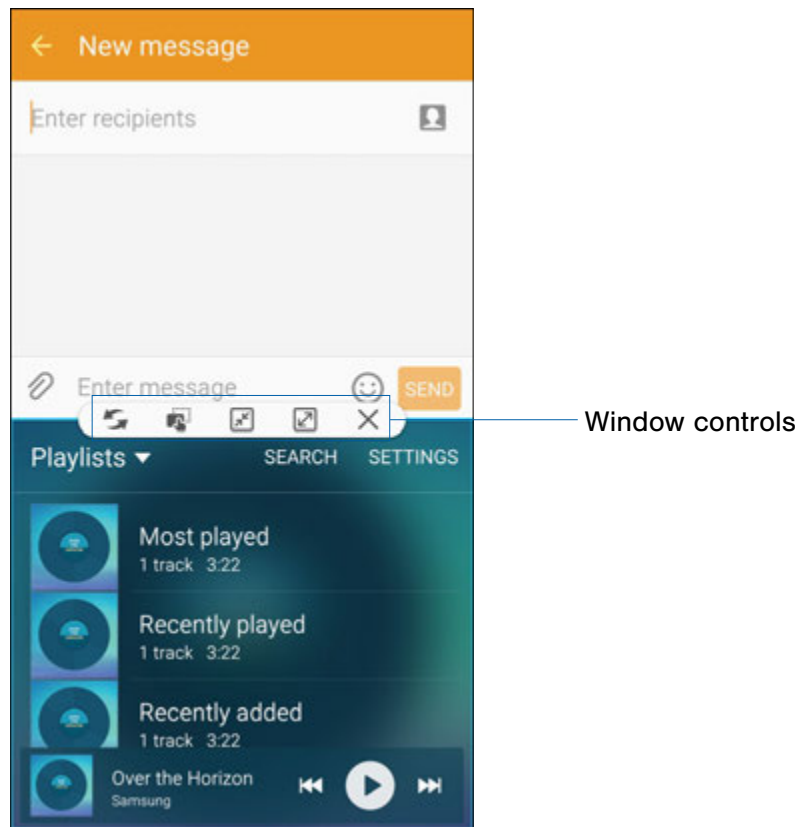 New message
Enter recipients
Enter message
SEND
Window controls
Playlists
SEARCH
SETTINGS
Most played
1 track 3:22
Recently played
1 track 3:22
Recently added
1 track 3:22
Over the Horizon
Samsung